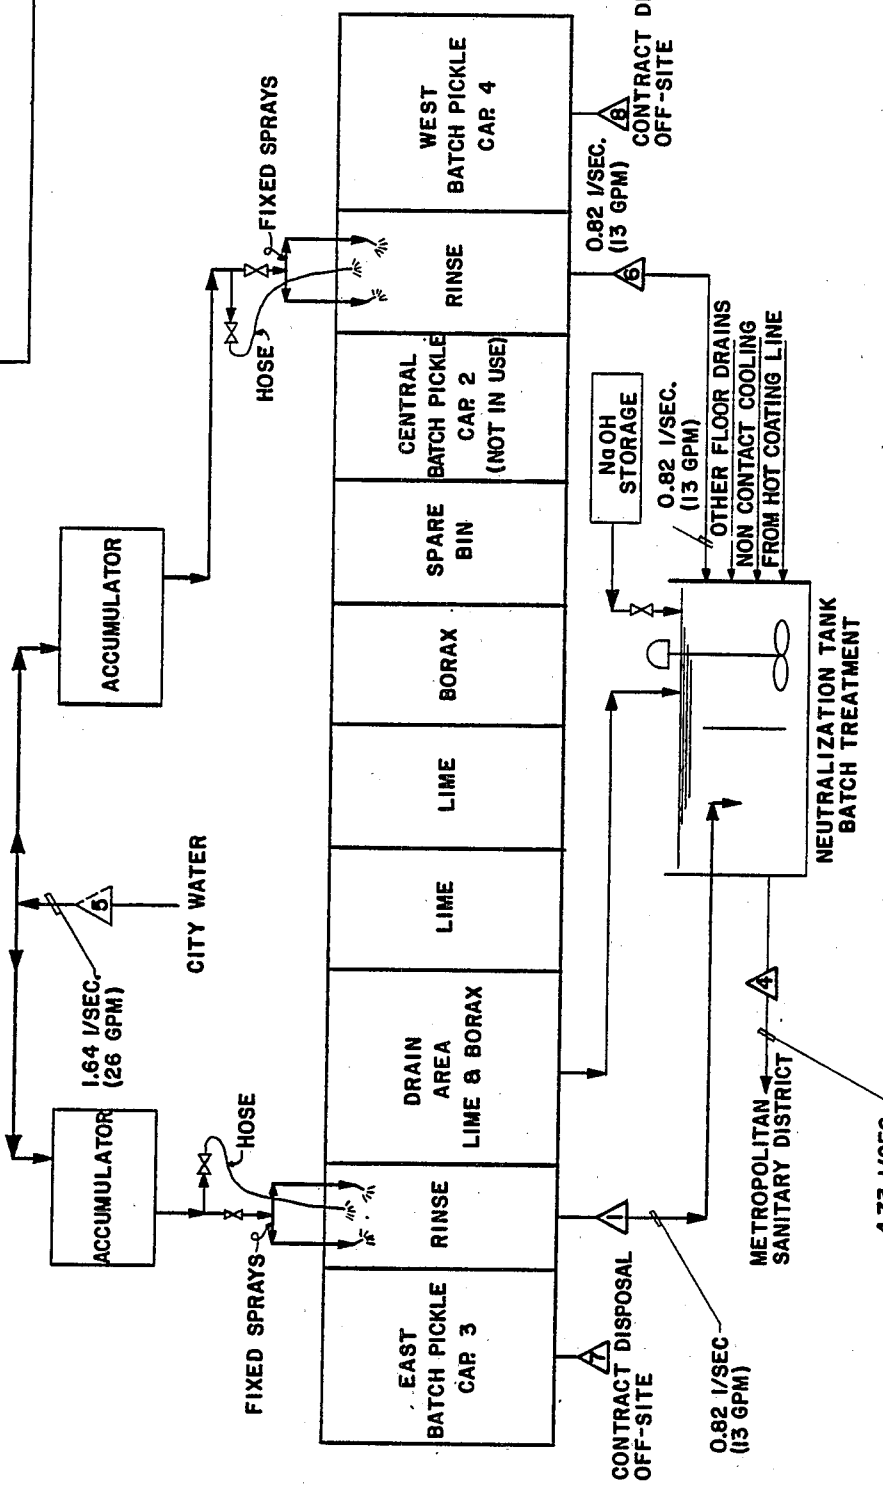 ACCUMULATOR
ACCUMULATOR
1.64 l/SEC.
(26 GPM)
5
CITY WATER
HOSE
FIXED SPRAYS
HOSE
FIXED SPRAYS
EAST
BATCH PICKLE
CAP. 3
RINSE
DRAIN
AREA
LIME & BORAX
LIME
LIME
BORAX
SPARE
BIN
CENTRAL
BATCH PICKLE
CAP. 2
(NOT IN USE)
RINSE
WEST
BATCH PICKLE
CAP. 4
7
CONTRACT DISPOSAL
OFF-SITE
1
0.82 l/SEC
(13 GPM)
METROPOLITAN
SANITARY DISTRICT
4
NEUTRALIZATION TANK
BATCH TREATMENT
NaOH
STORAGE
0.82 l/SEC.
(13 GPM)
OTHER FLOOR DRAINS
NON CONTACT COOLING
FROM HOT COATING LINE
6
0.82 l/SEC.
(13 GPM)
8
CONTRACT
OFF-SITE